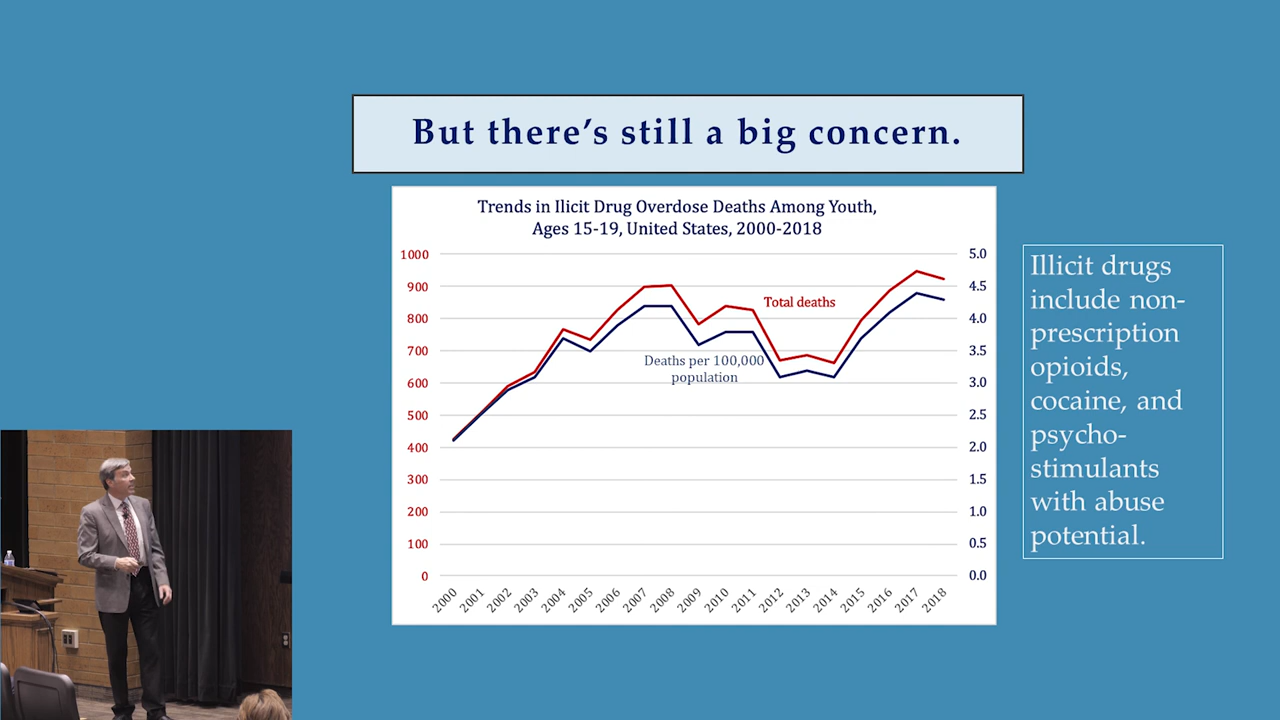 But there's still a big concern.
Trends in Ilicit Drug Overdose Deaths Among Youth,
Ages 15-19, United States, 2000-2018
1000
900
800
700
600
500
400
300
200
100
0
5.0
4.5
4.0
3.5
3.0
2.5
2.0
1.5
1.0
0.5
0.0
Total deaths
Deaths per 100,000
population
2000
2001
2002
2003
2004
2005
2006
2007
2008
2009
2010
2011
2012
2013
2014
2015
2016
2017
2018
Illicit drugs
include non-
prescription
opioids,
cocaine, and
psycho-
stimulants
with abuse
potential.